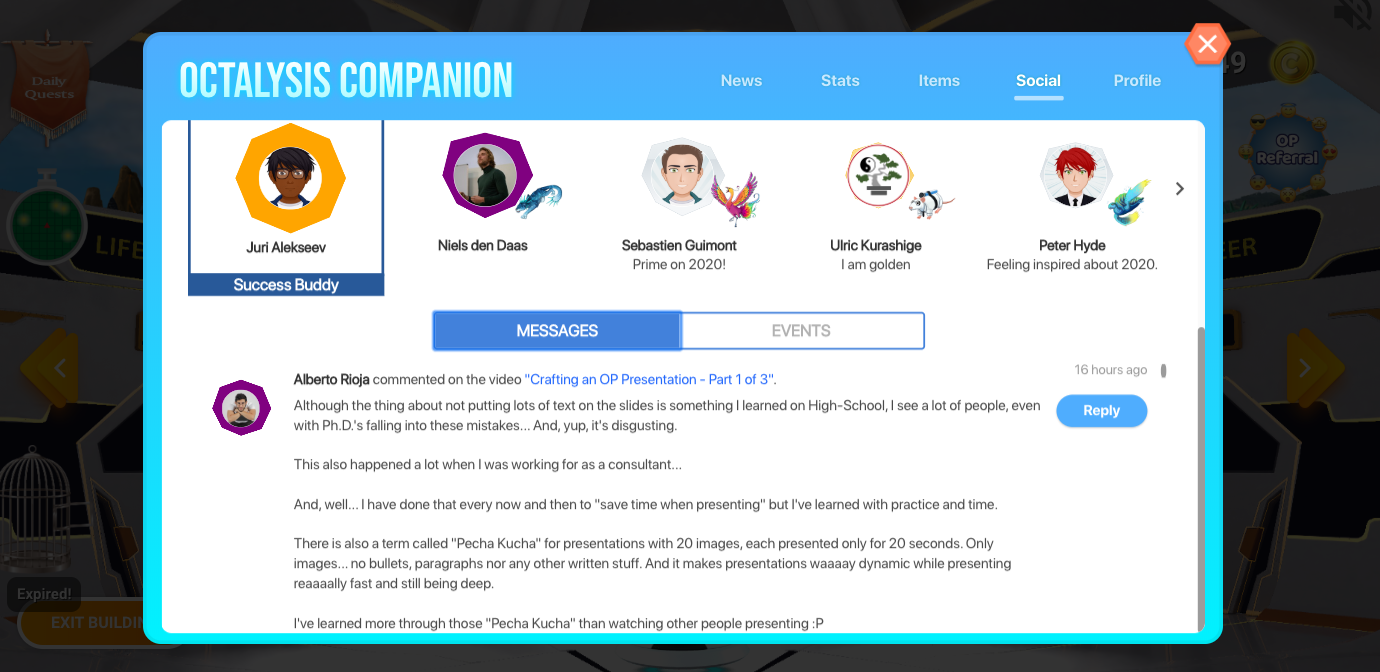 Daily
Quests
49
OCTALYSIS COMPANION
News
Stats
Items
Social
Profile
OP
Referral
LIFE
Juri Alekseev
Success Buddy
Niels den Daas
Sebastien Guimont
Prime on 2020!
Ulric Kurashige
I am golden
Peter Hyde
Feeling inspired about 2020.
MESSAGES
EVENTS
Alberto Rioja commented on the video "Crafting an OP Presentation - Part 1 of 3".
16 hours ago
Reply
Although the thing about not putting lots of text on the slides is something I learned on High-School, I see a lot of people, even
with Ph.D.'s falling into these mistakes... And, yup, it's disgusting.
This also happened a lot when I was working for as a consultant...
And, well... I have done that every now and then to "save time when presenting" but I've learned with practice and time.
There is also a term called "Pecha Kucha" for presentations with 20 images, each presented only for 20 seconds. Only
images... no bullets, paragraphs nor any other written stuff. And it makes presentations waaaay dynamic while presenting
reaaaally fast and still being deep.
I've learned more through those "Pecha Kucha" than watching other people presenting :P
Expired!
EXIT BUILDIN